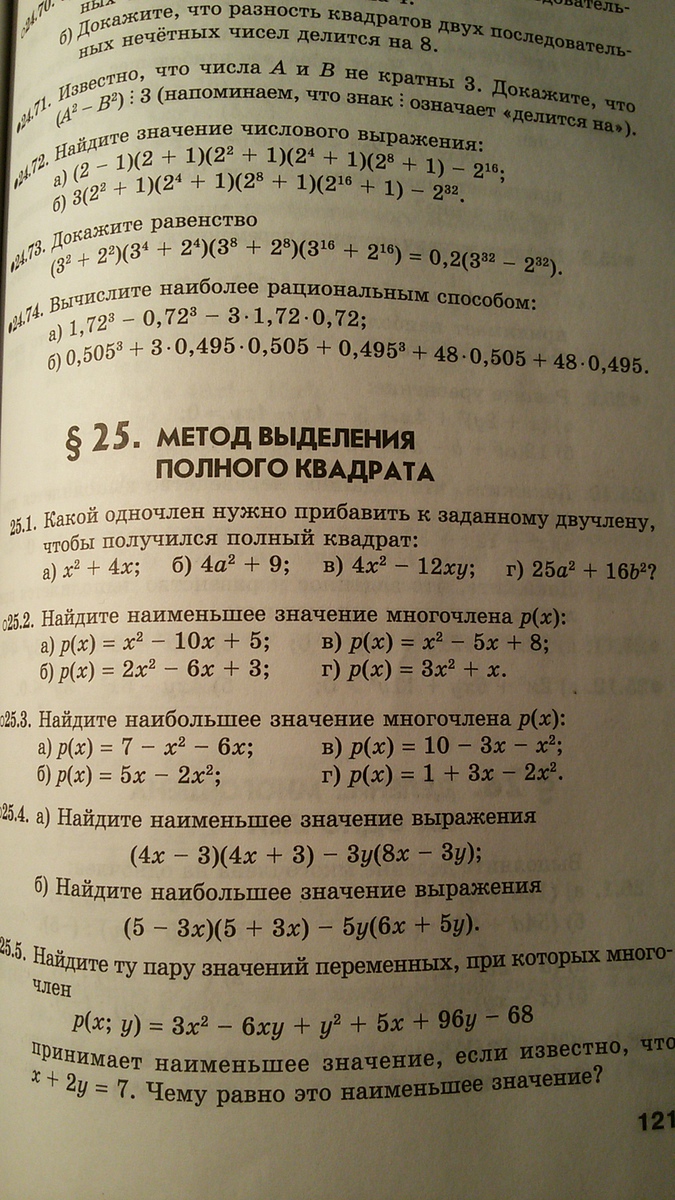 24.70.
б) Докажите, что разность квадратов двух последователь-
ных нечётных чисел делится на 8.
24.71. Известно, что числа A и B не кратны 3. Докажите, что
(A² − B²) ⋮ 3 (напоминаем, что знак ⋮ означает «делится на»).
24.72. Найдите значение числового выражения:
а) (2 − 1)(2 + 1)(2² + 1)(2⁴ + 1)(2⁸ + 1) − 2¹⁶;
б) 3(2² + 1)(2⁴ + 1)(2⁸ + 1)(2¹⁶ + 1) − 2³².
24.73. Докажите равенство
(3² + 2²)(3⁴ + 2⁴)(3⁸ + 2⁸)(3¹⁶ + 2¹⁶) = 0,2(3³² − 2³²).
24.74. Вычислите наиболее рациональным способом:
а) 1,72³ − 0,72³ − 3 · 1,72 · 0,72;
б) 0,505³ + 3 · 0,495 · 0,505 + 0,495³ + 48 · 0,505 + 48 · 0,495.
§ 25. МЕТОД ВЫДЕЛЕНИЯ
ПОЛНОГО КВАДРАТА
25.1. Какой одночлен нужно прибавить к заданному двучлену,
чтобы получился полный квадрат:
а) x² + 4x; б) 4a² + 9; в) 4x² − 12xy; г) 25a² + 16b²?
25.2. Найдите наименьшее значение многочлена p(x):
а) p(x) = x² − 10x + 5; в) p(x) = x² − 5x + 8;
б) p(x) = 2x² − 6x + 3; г) p(x) = 3x² + x.
25.3. Найдите наибольшее значение многочлена p(x):
а) p(x) = 7 − x² − 6x; в) p(x) = 10 − 3x − x²;
б) p(x) = 5x − 2x²; г) p(x) = 1 + 3x − 2x².
25.4. а) Найдите наименьшее значение выражения
(4x − 3)(4x + 3) − 3y(8x − 3y);
б) Найдите наибольшее значение выражения
(5 − 3x)(5 + 3x) − 5y(6x + 5y).
25.5. Найдите ту пару значений переменных, при которых много-
член
p(x; y) = 3x² − 6xy + y² + 5x + 96y − 68
принимает наименьшее значение, если известно, что
x + 2y = 7. Чему равно это наименьшее значение?
121